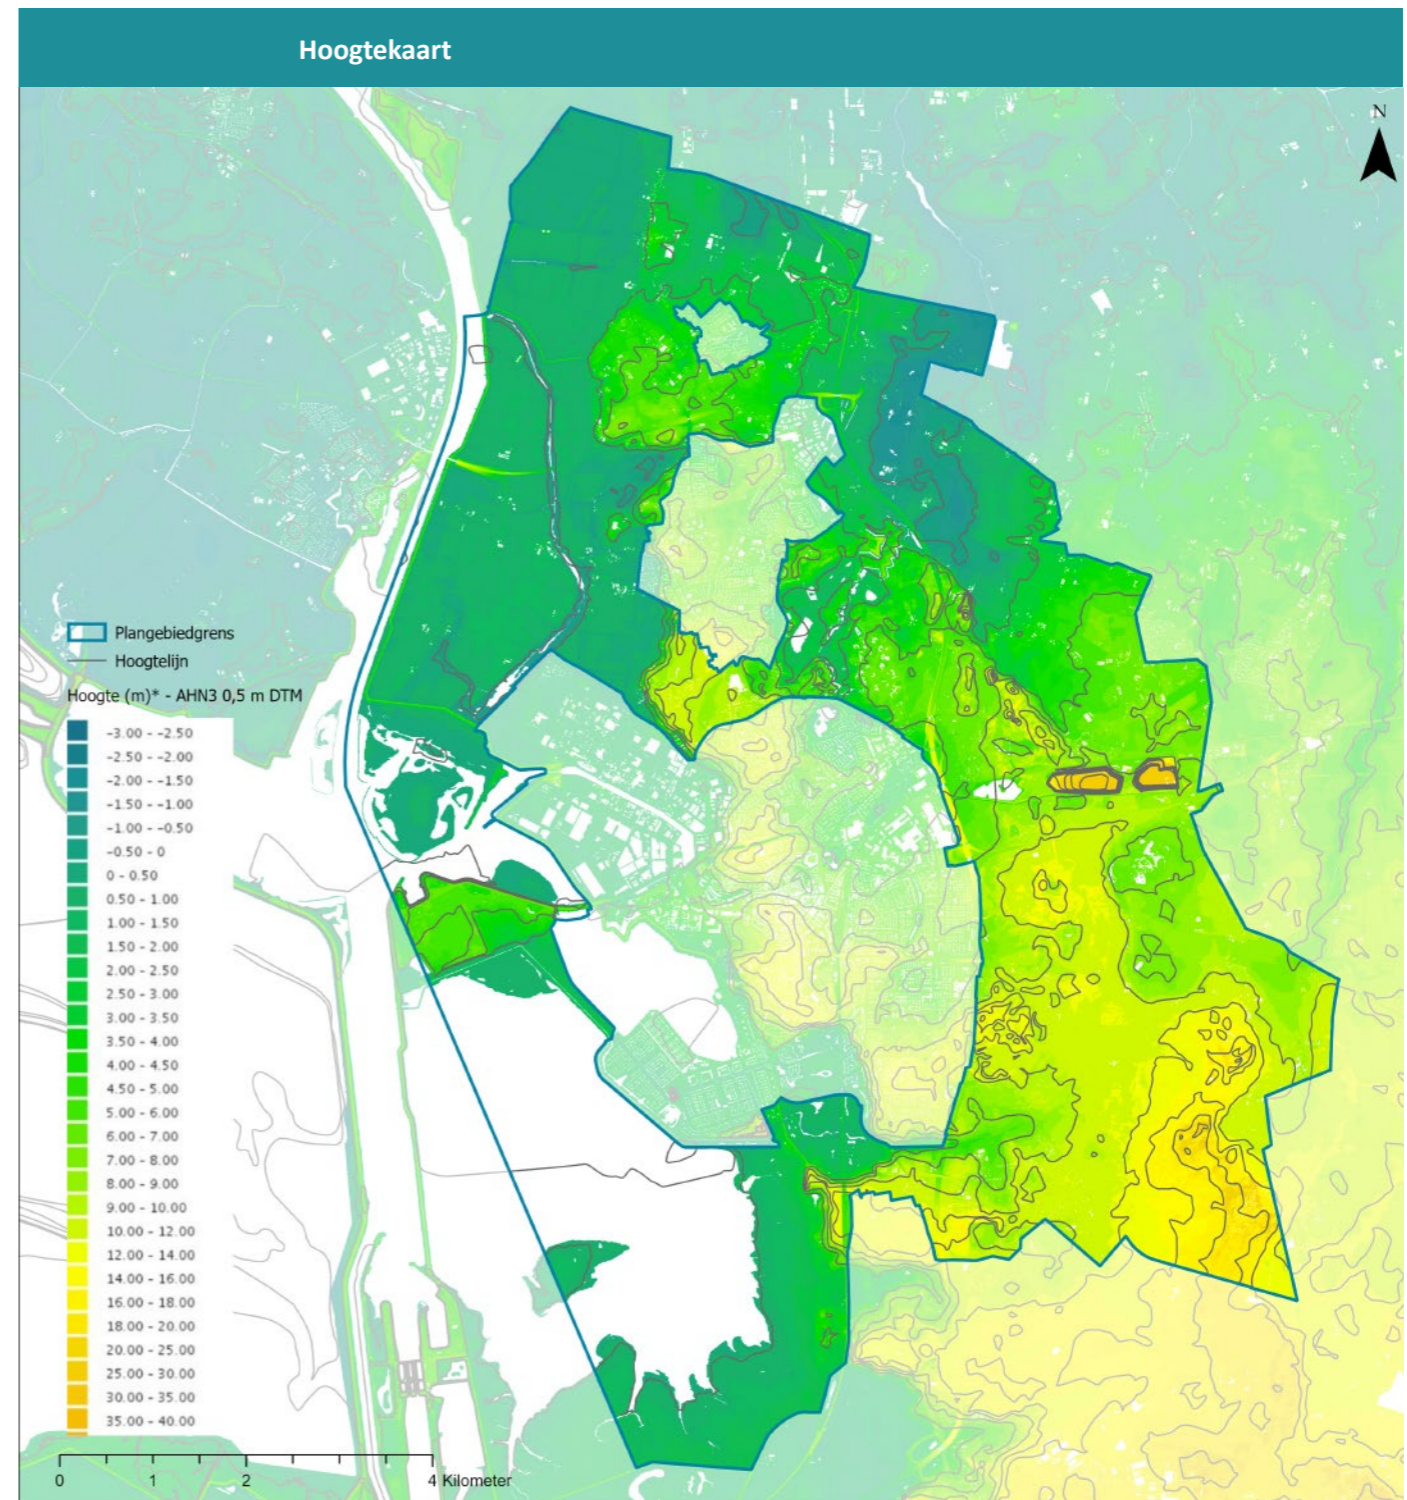 Hoogtekaart
N
Plangebiedgrens
Hoogtelijn
Hoogte (m)* - AHN3 0,5 m DTM
-3.00 - -2.50
-2.50 - -2.00
-2.00 - -1.50
-1.50 - -1.00
-1.00 - -0.50
-0.50 - 0
0 - 0.50
0.50 - 1.00
1.00 - 1.50
1.50 - 2.00
2.00 - 2.50
2.50 - 3.00
3.00 - 3.50
3.50 - 4.00
4.00 - 4.50
4.50 - 5.00
5.00 - 6.00
6.00 - 7.00
7.00 - 8.00
8.00 - 9.00
9.00 - 10.00
10.00 - 12.00
12.00 - 14.00
14.00 - 16.00
16.00 - 18.00
18.00 - 20.00
20.00 - 25.00
25.00 - 30.00
30.00 - 35.00
35.00 - 40.00
0 1 2 4 Kilometer